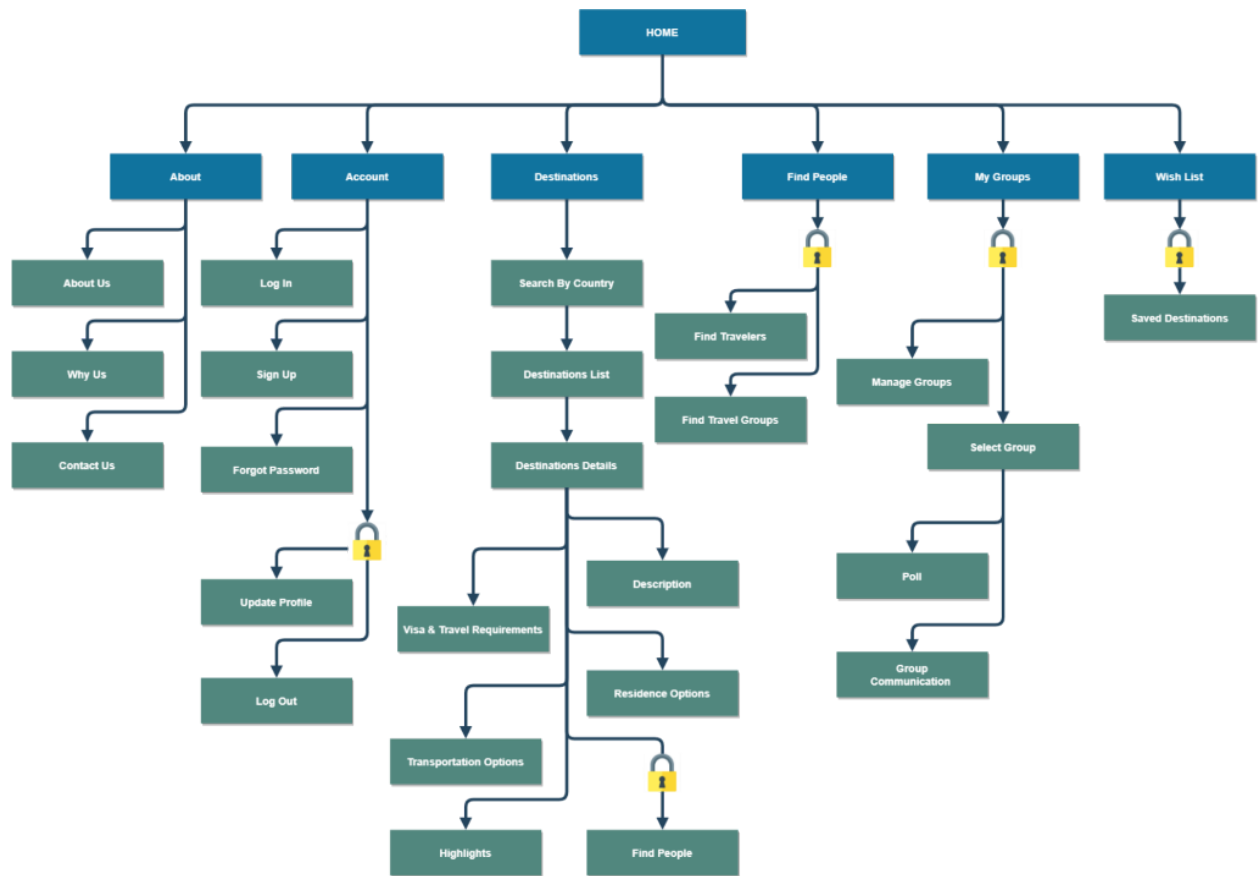 HOME
About
Account
Destinations
Find People
My Groups
Wish List
About Us
Log In
Search By Country
Saved Destinations
Find Travelers
Why Us
Sign Up
Destinations List
Manage Groups
Find Travel Groups
Select Group
Contact Us
Forgot Password
Destinations Details
Update Profile
Description
Poll
Visa & Travel Requirements
Group
Communication
Log Out
Residence Options
Transportation Options
Highlights
Find People